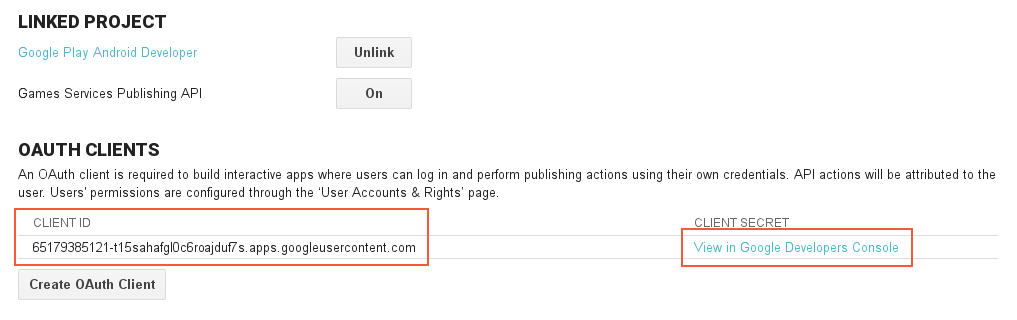 LINKED PROJECT
Google Play Android Developer
Unlink
Games Services Publishing API
On
OAUTH CLIENTS
An OAuth client is required to build interactive apps where users can log in and perform publishing actions using their own credentials. API actions will be attributed to the
user. Users' permissions are configured through the ‘User Accounts & Rights’ page.
CLIENT ID
CLIENT SECRET
65179385121-t15sahafgl0c6roajduf7s.apps.googleusercontent.com
View in Google Developers Console
Create OAuth Client